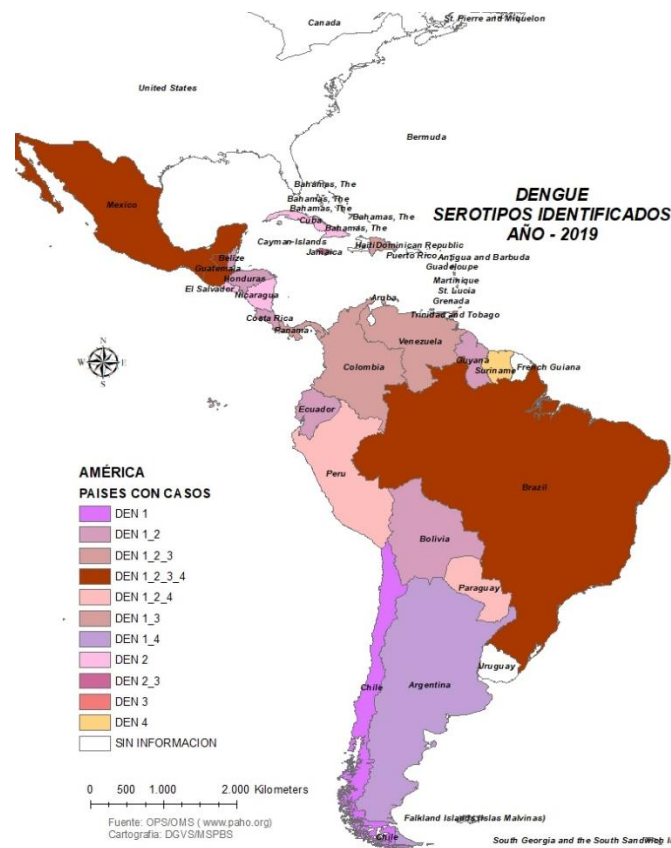 Canada
St. Pierre and Miquelon
United States
Bermuda
DENGUE
SEROTIPOS IDENTIFICADOS
AÑO - 2019
Mexico
Bahamas, The
Bahamas, The
Bahamas, The
Cuba
Bahamas, The
Bahamas, The
Cayman-Islands
Jamaica
Haiti
Dominican Republic
Puerto Rico
Antigua and Barbuda
Guadeloupe
Martinique
St. Lucia
Grenada
Belize
Guatemala
Honduras
El Salvador
Nicaragua
Costa Rica
Panama
Aruba
Trinidad and Tobago
Venezuela
Guyana
Suriname
French Guiana
Colombia
Ecuador
Peru
Brazil
Bolivia
Paraguay
Uruguay
Chile
Argentina
N
W
E
S
AMÉRICA
PAISES CON CASOS
DEN 1
DEN 1_2
DEN 1_2_3
DEN 1_2_3_4
DEN 1_2_4
DEN 1_3
DEN 1_4
DEN 2
DEN 2_3
DEN 3
DEN 4
SIN INFORMACION
0 500 1.000 2.000 Kilometers
Fuente: OPS/OMS ( www.paho.org)
Cartografia: DGVS/MSPBS
Falkland Islands (Islas Malvinas)
Chile
South Georgia and the South Sandwich